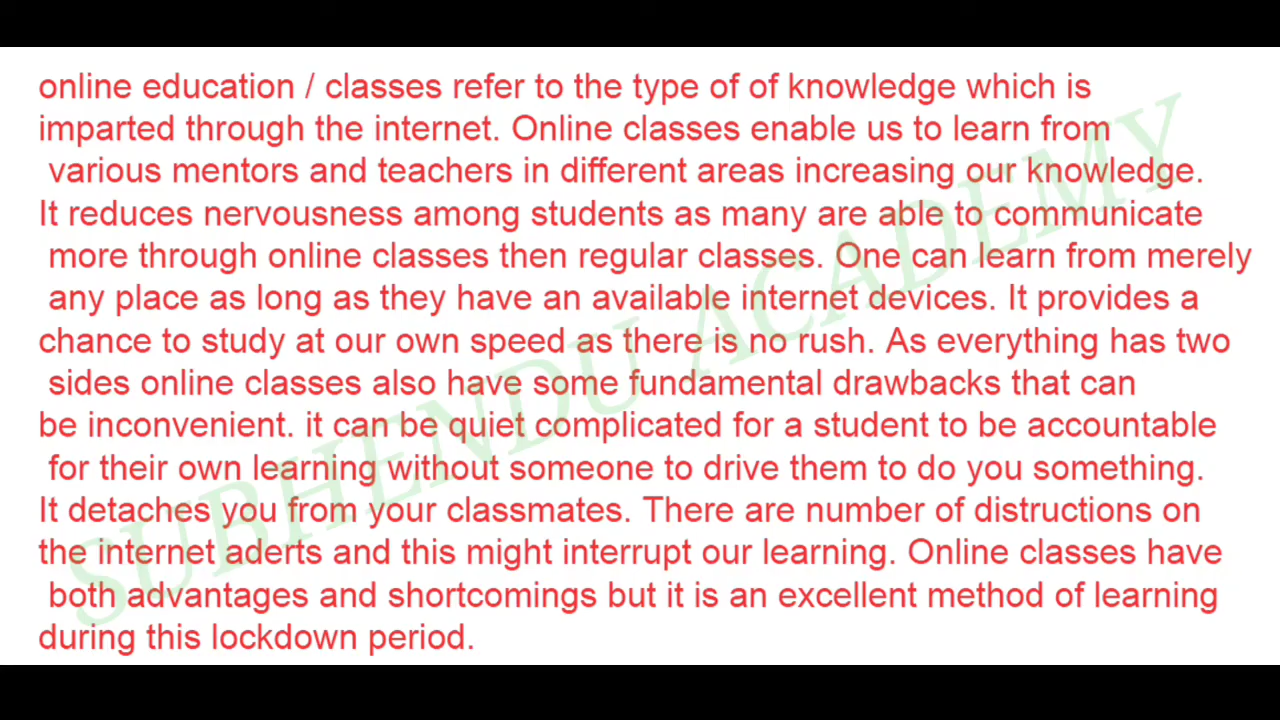 online education / classes refer to the type of of knowledge which is
imparted through the internet. Online classes enable us to learn from
various mentors and teachers in different areas increasing our knowledge.
It reduces nervousness among students as many are able to communicate
more through online classes then regular classes. One can learn from merely
any place as long as they have an available internet devices. It provides a
chance to study at our own speed as there is no rush. As everything has two
sides online classes also have some fundamental drawbacks that can
be inconvenient. it can be quiet complicated for a student to be accountable
for their own learning without someone to drive them to do you something.
It detaches you from your classmates. There are number of distructions on
the internet aderts and this might interrupt our learning. Online classes have
both advantages and shortcomings but it is an excellent method of learning
during this lockdown period.
SUBHENDU ACADEMY